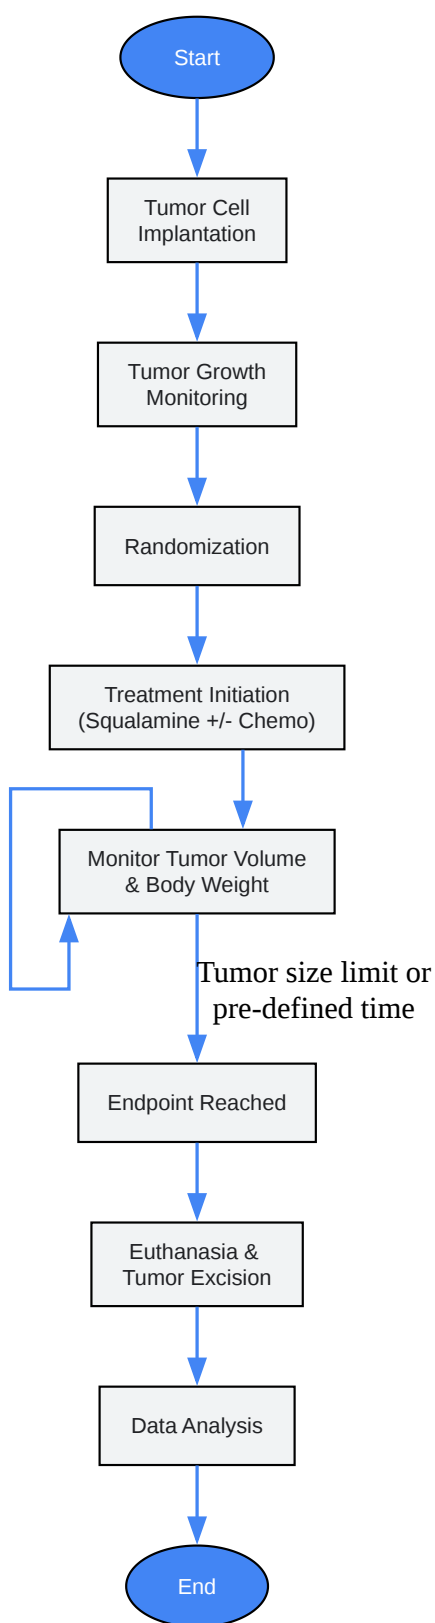 Start
Tumor Cell
Implantation
Tumor Growth
Monitoring
Randomization
Treatment Initiation
(Squalamine +/- Chemo)
Monitor Tumor Volume
& Body Weight
Tumor size limit or
pre-defined time
Endpoint Reached
Euthanasia &
Tumor Excision
Data Analysis
End